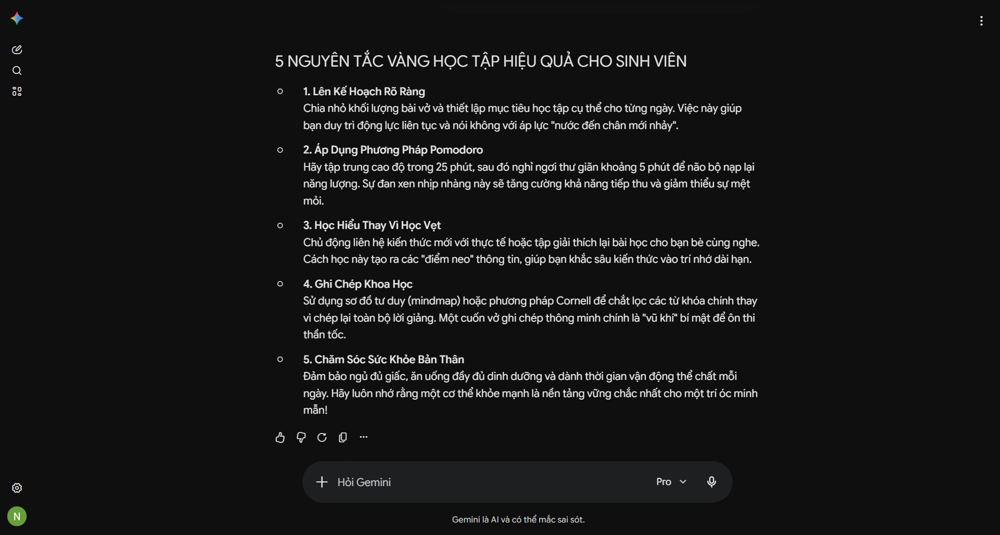 5 NGUYÊN TẮC VÀNG HỌC TẬP HIỆU QUẢ CHO SINH VIÊN
1. Lên Kế Hoạch Rõ Ràng
Chia nhỏ khối lượng bài vở và thiết lập mục tiêu học tập cụ thể cho từng ngày. Việc này giúp
bạn duy trì động lực liên tục và nói không với áp lực "nước đến chân mới nhảy".
2. Áp Dụng Phương Pháp Pomodoro
Hãy tập trung cao độ trong 25 phút, sau đó nghỉ ngơi thư giãn khoảng 5 phút để não bộ nạp lại
năng lượng. Sự đan xen nhịp nhàng này sẽ tăng cường khả năng tiếp thu và giảm thiểu sự mệt
mỏi.
3. Học Hiểu Thay Vì Học Vẹt
Chủ động liên hệ kiến thức mới với thực tế hoặc tập giải thích lại bài học cho bạn bè cùng nghe.
Cách học này tạo ra các "điểm neo" thông tin, giúp bạn khắc sâu kiến thức vào trí nhớ dài hạn.
4. Ghi Chép Khoa Học
Sử dụng sơ đồ tư duy (mindmap) hoặc phương pháp Cornell để chắt lọc các từ khóa chính thay
vì chép lại toàn bộ lời giảng. Một cuốn vở ghi chép thông minh chính là "vũ khí" bí mật để ôn thi
thần tốc.
5. Chăm Sóc Sức Khỏe Bản Thân
Đảm bảo ngủ đủ giấc, ăn uống đầy đủ dinh dưỡng và dành thời gian vận động thể chất mỗi
ngày. Hãy luôn nhớ rằng một cơ thể khỏe mạnh là nền tảng vững chắc nhất cho một trí óc minh
mẫn!
Hỏi Gemini
Pro
N
Gemini là AI và có thể mắc sai sót.